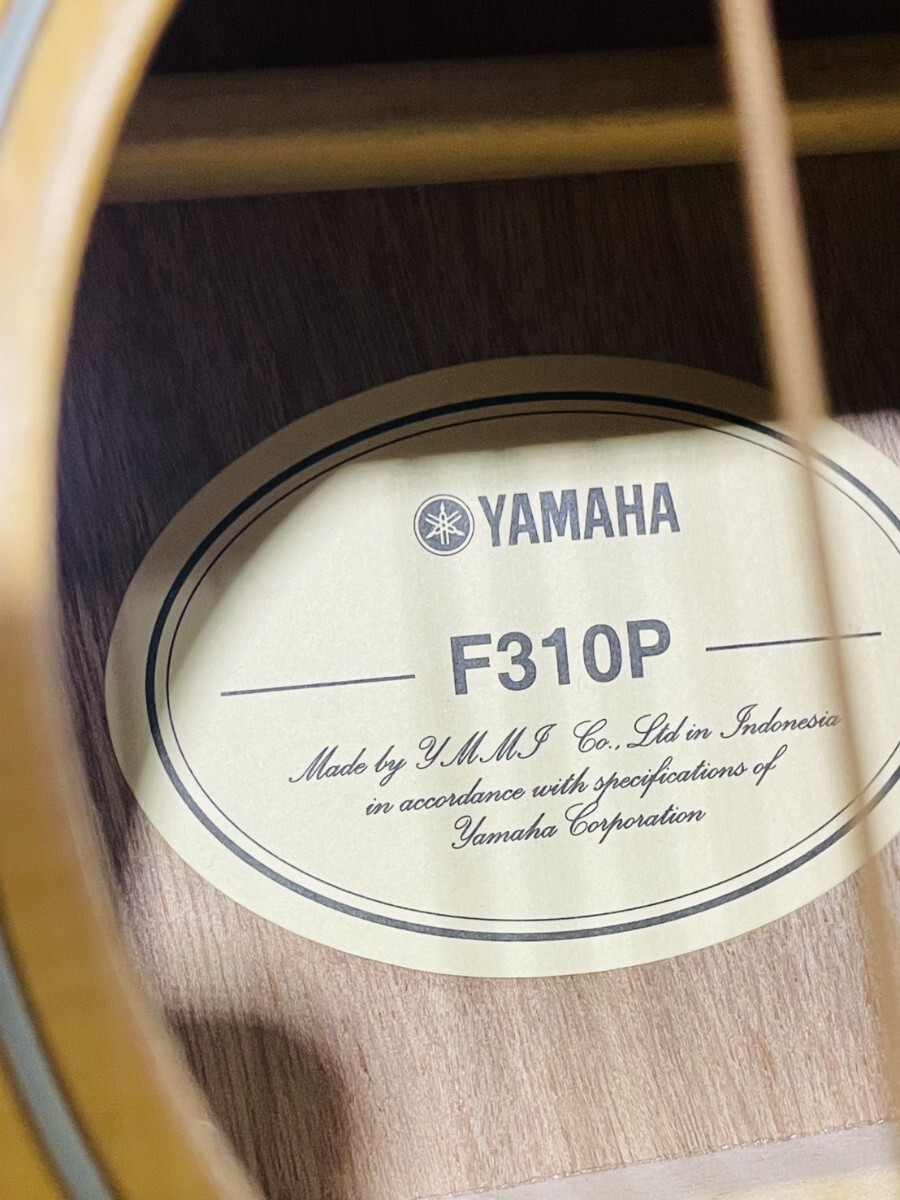 YAMAHA
F310P
Made by YMMI Co., Ltd in Indonesia
in accordance with specifications of
Yamaha Corporation